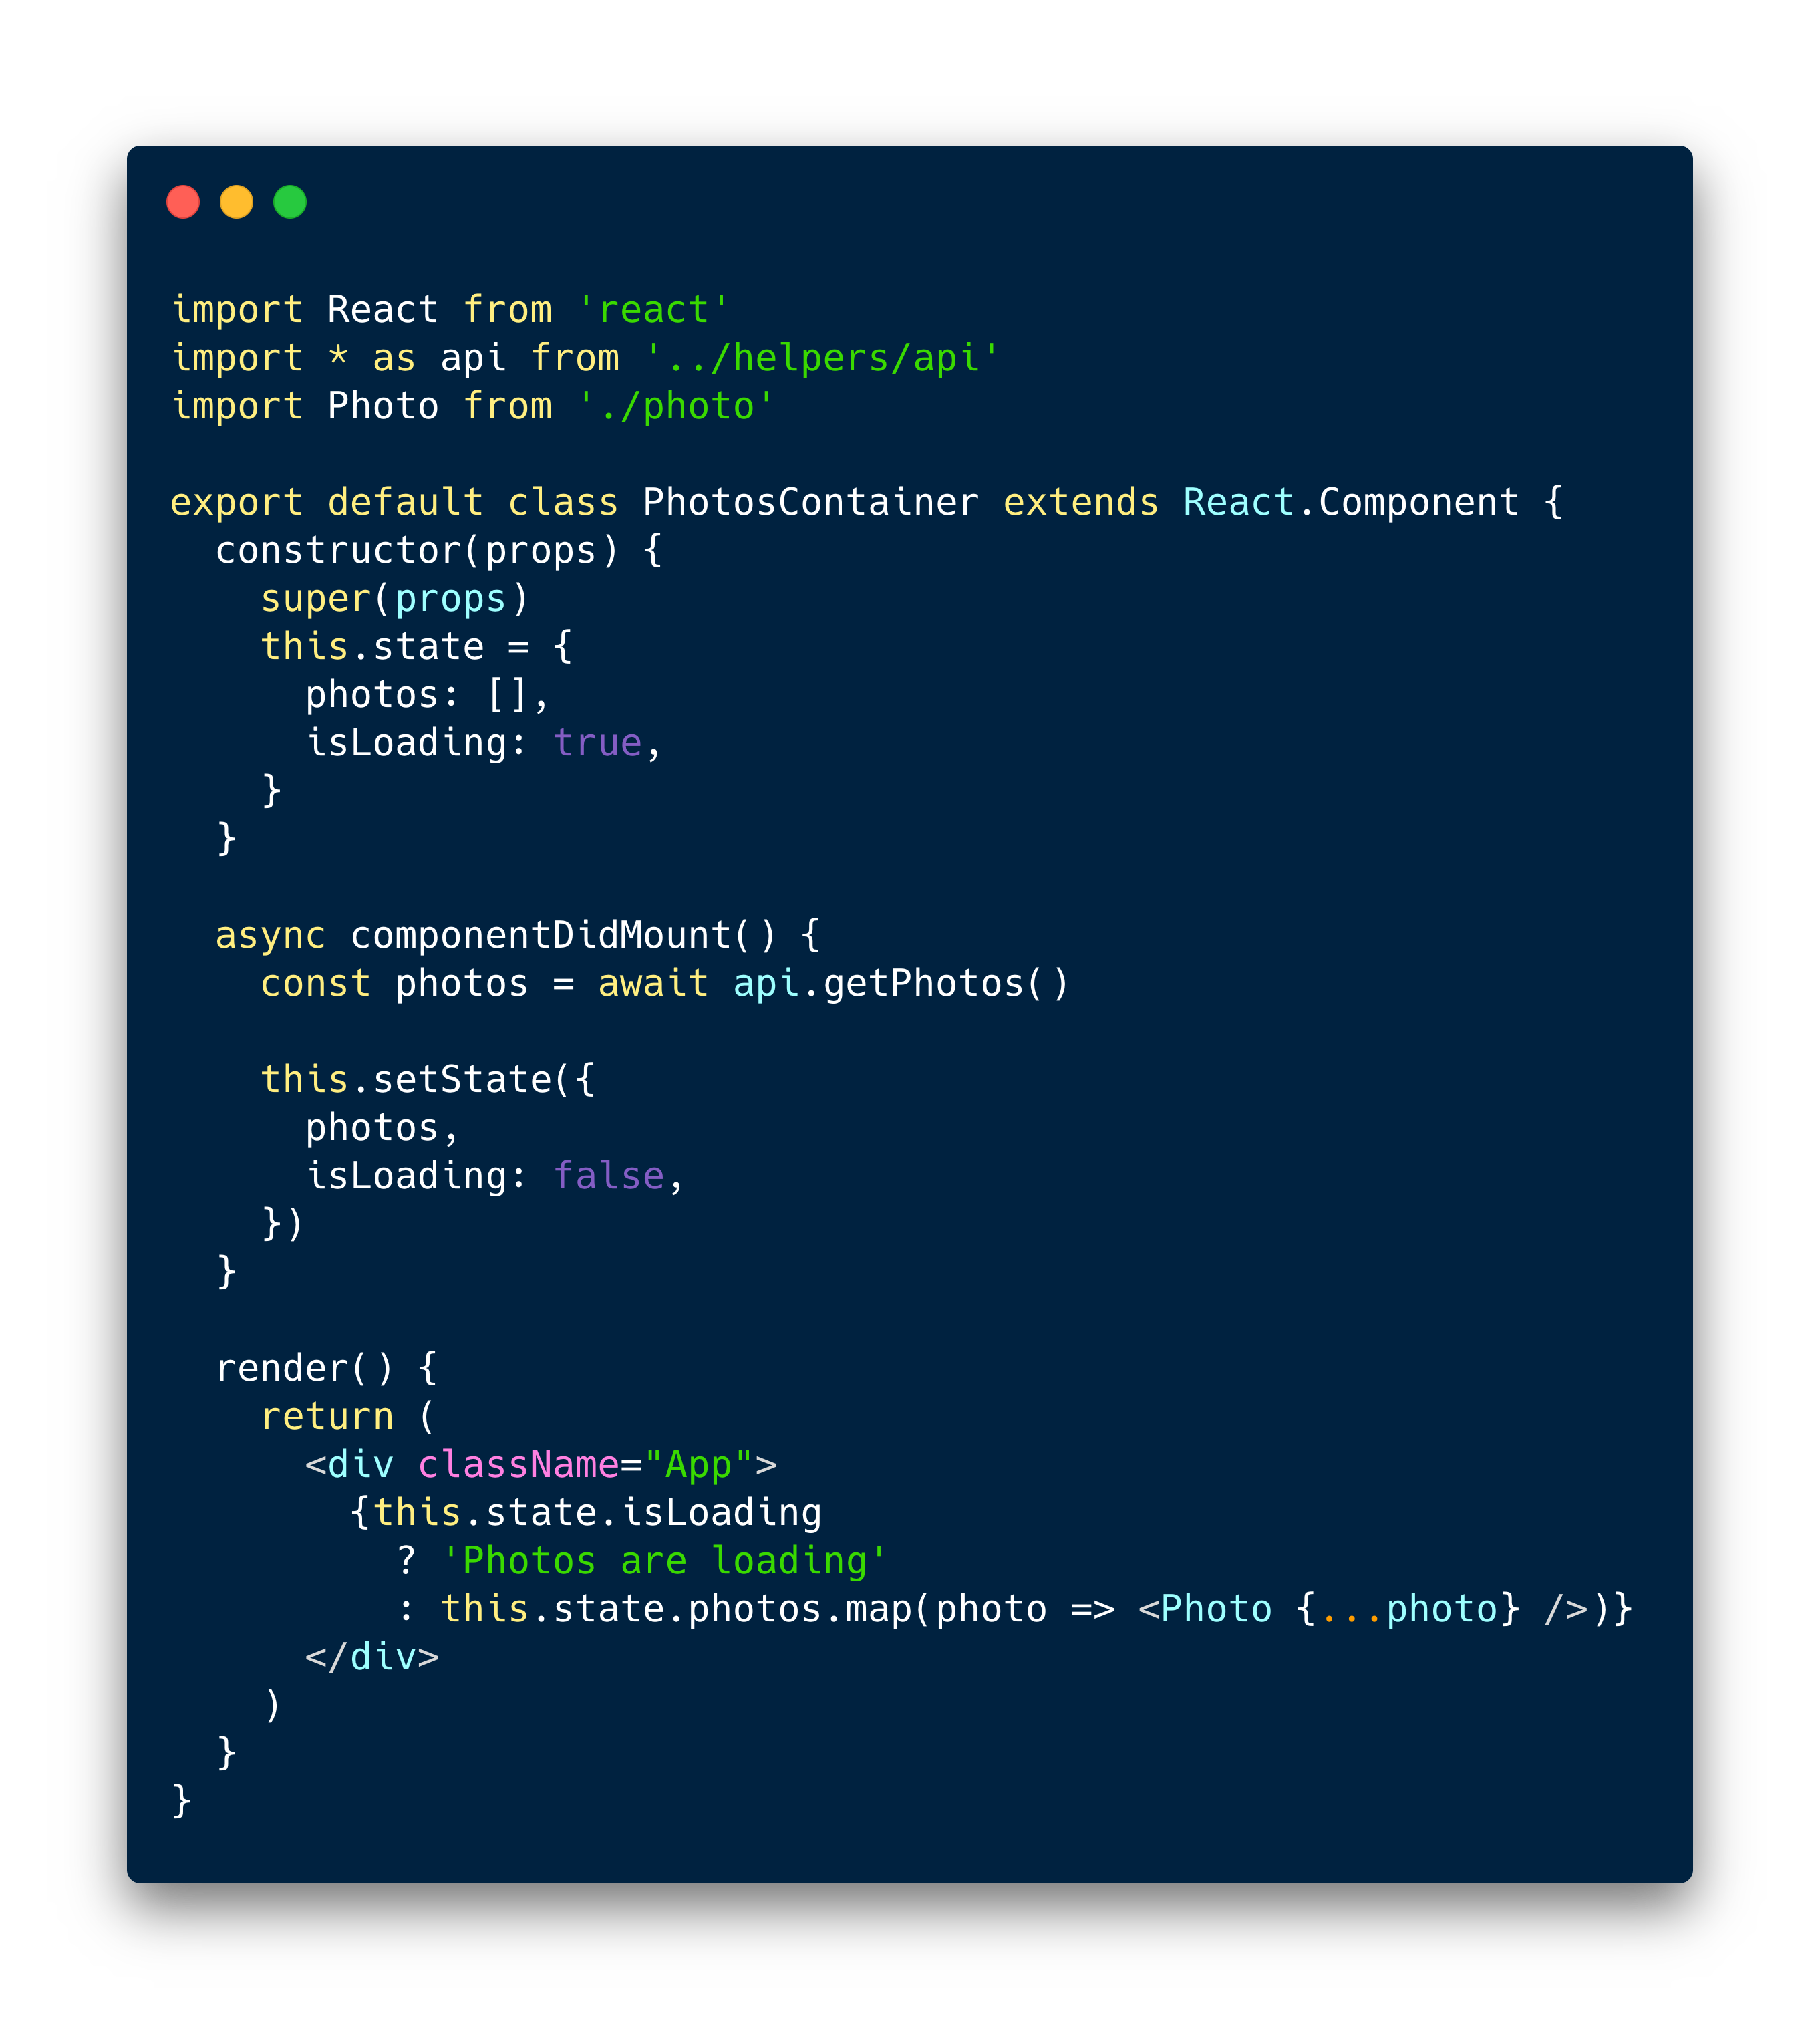 import React from 'react'
import * as api from '../helpers/api'
import Photo from './photo'

export default class PhotosContainer extends React.Component {
  constructor(props) {
    super(props)
    this.state = {
      photos: [],
      isLoading: true,
    }
  }

  async componentDidMount() {
    const photos = await api.getPhotos()

    this.setState({
      photos,
      isLoading: false,
    })
  }

  render() {
    return (
      <div className="App">
        {this.state.isLoading
          ? 'Photos are loading'
          : this.state.photos.map(photo => <Photo {...photo} />)}
      </div>
    )
  }
}